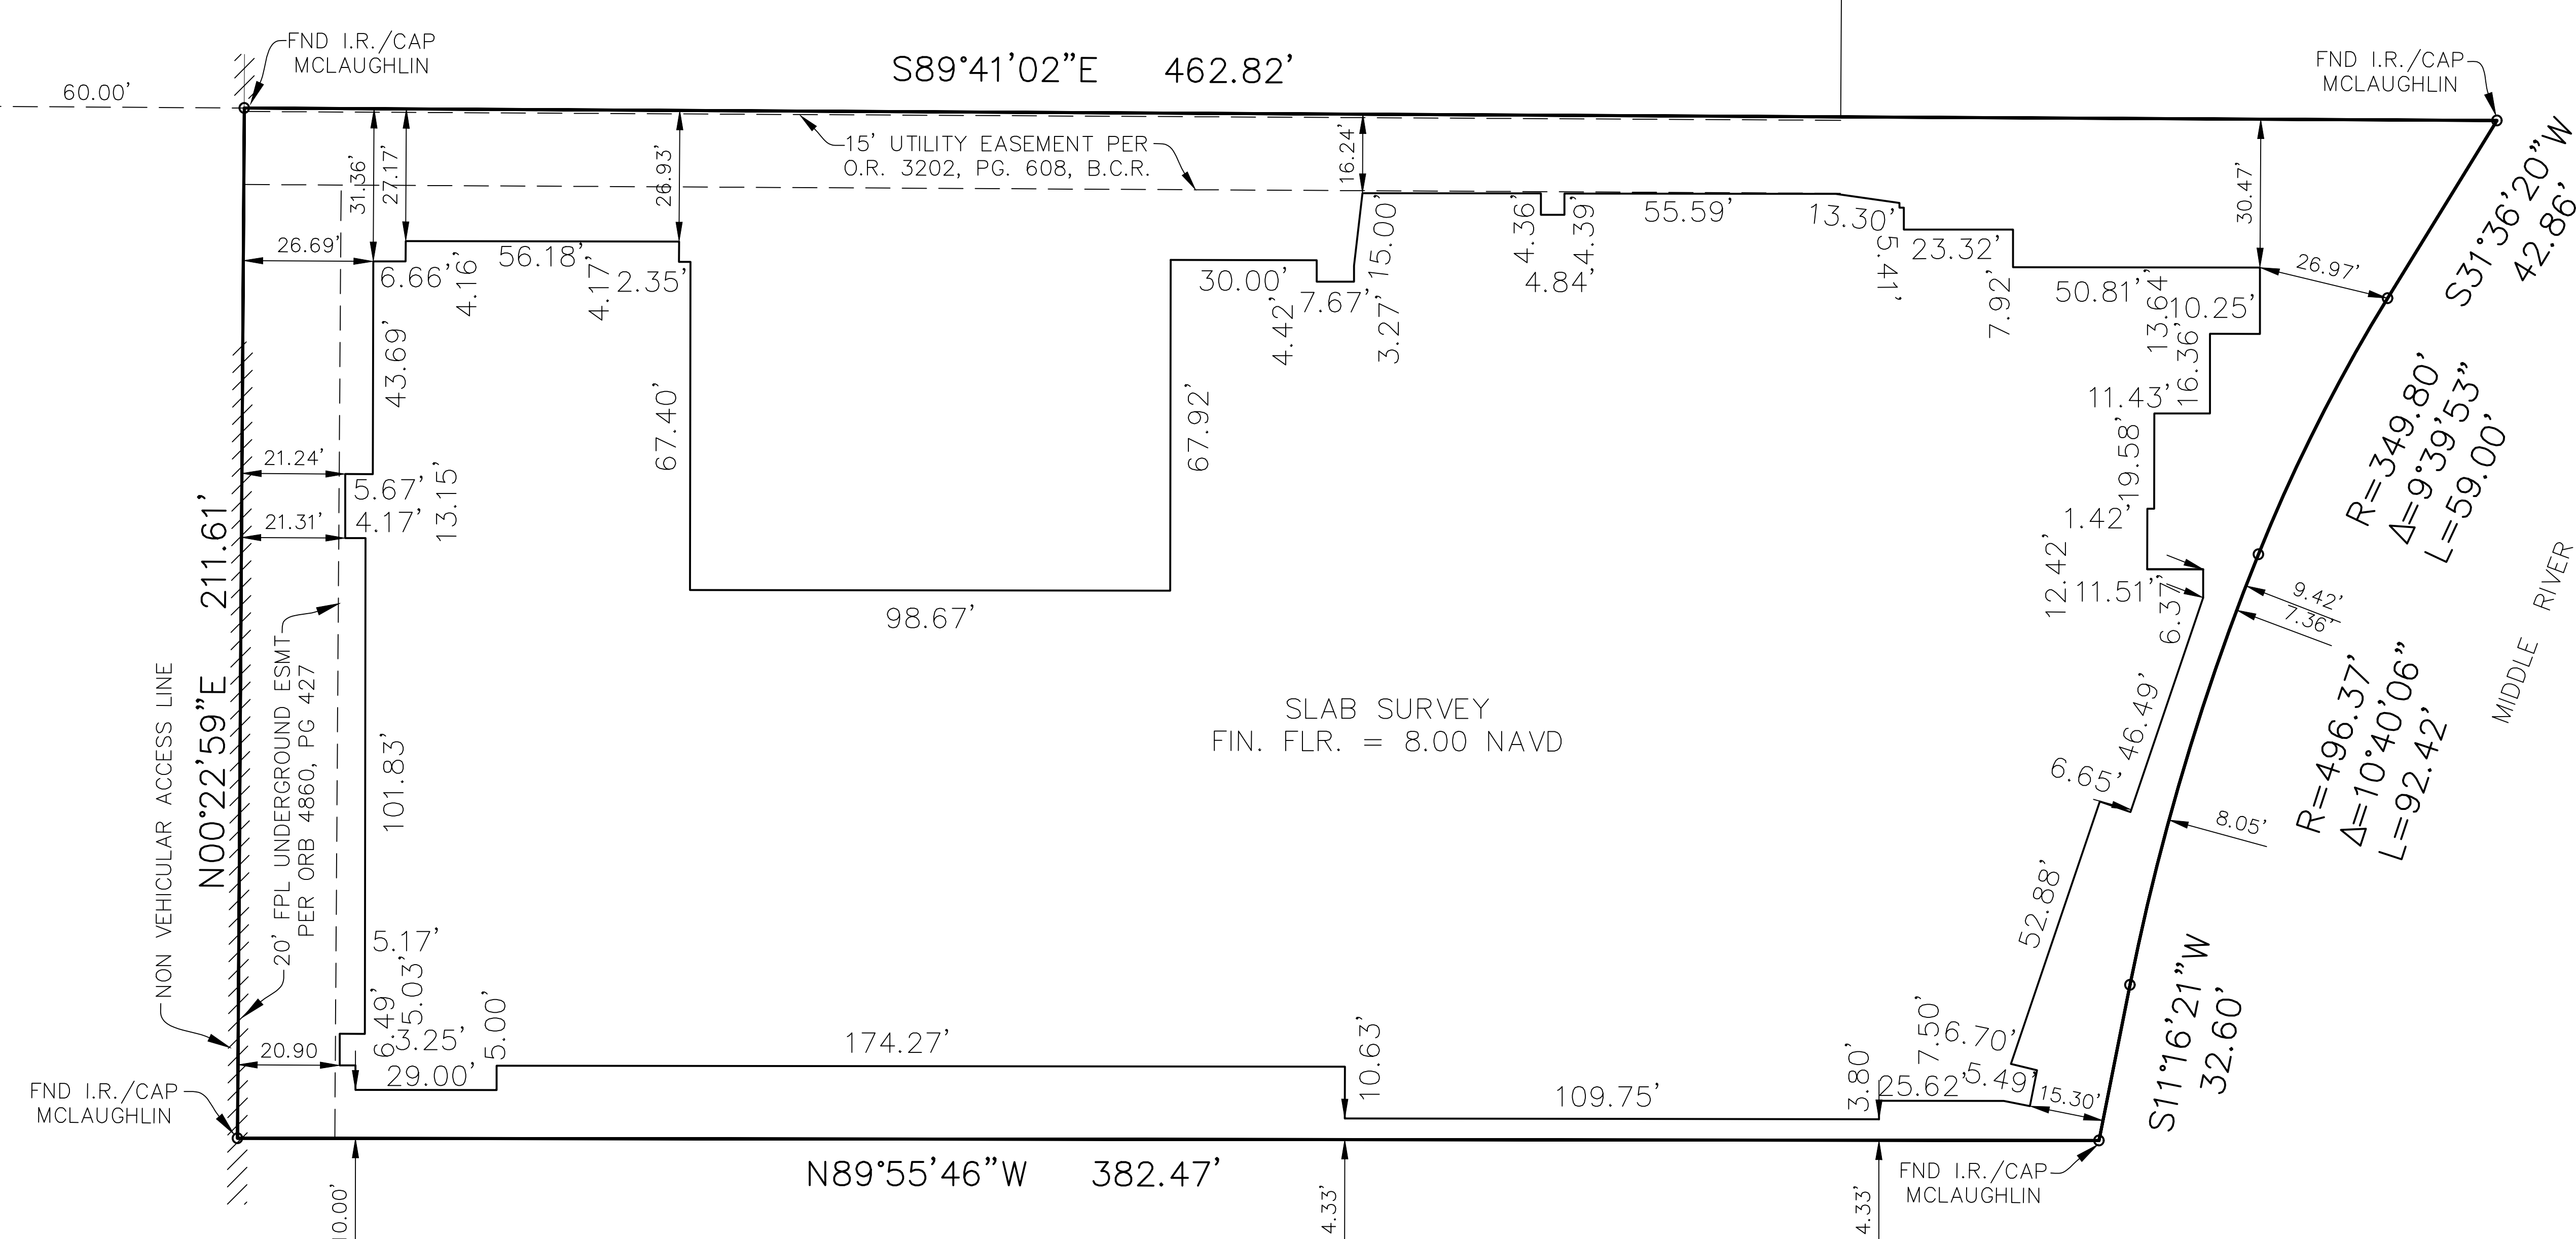 FND I.R./CAP
MCLAUGHLIN
S89°41'02"E 462.82'
FND I.R./CAP
MCLAUGHLIN
60.00'
15' UTILITY EASEMENT PER
O.R. 3202, PG. 608, B.C.R.
31.36'
27.17'
26.93'
16.24'
30.47'
S31°36'20"W
42.86'
26.69'
6.66'
4.16'
56.18'
4.17'
2.35'
30.00'
4.42'
7.67'
3.27'
15.00'
4.36'
4.84'
4.39'
55.59'
13.30'
5.41'
23.32'
7.92'
50.81'
13.64'
10.25'
26.97'
43.69'
67.40'
67.92'
16.36'
11.43'
19.58'
R=349.80'
Δ=9°39'53"
L=59.00'
21.24'
5.67'
13.15'
21.31'
4.17'
1.42'
12.42'
11.51'
6.37'
9.42'
7.36'
MIDDLE RIVER
N00°22'59"E 211.61'
98.67'
NON VEHICULAR ACCESS LINE
20' FPL UNDERGROUND ESMT
PER ORB 4860, PG 427
SLAB SURVEY
FIN. FLR. = 8.00 NAVD
101.83'
46.49'
6.65'
8.05'
R=496.37'
Δ=10°40'06"
L=92.42'
52.88'
5.17'
5.03'
6.49'
3.25'
5.00'
20.90
29.00'
174.27'
10.63'
109.75'
3.80'
25.62'
7.50'
6.70'
5.49'
15.30'
S11°16'21"W
32.60'
FND I.R./CAP
MCLAUGHLIN
N89°55'46"W 382.47'
FND I.R./CAP
MCLAUGHLIN
10.00'
4.33'
4.33'